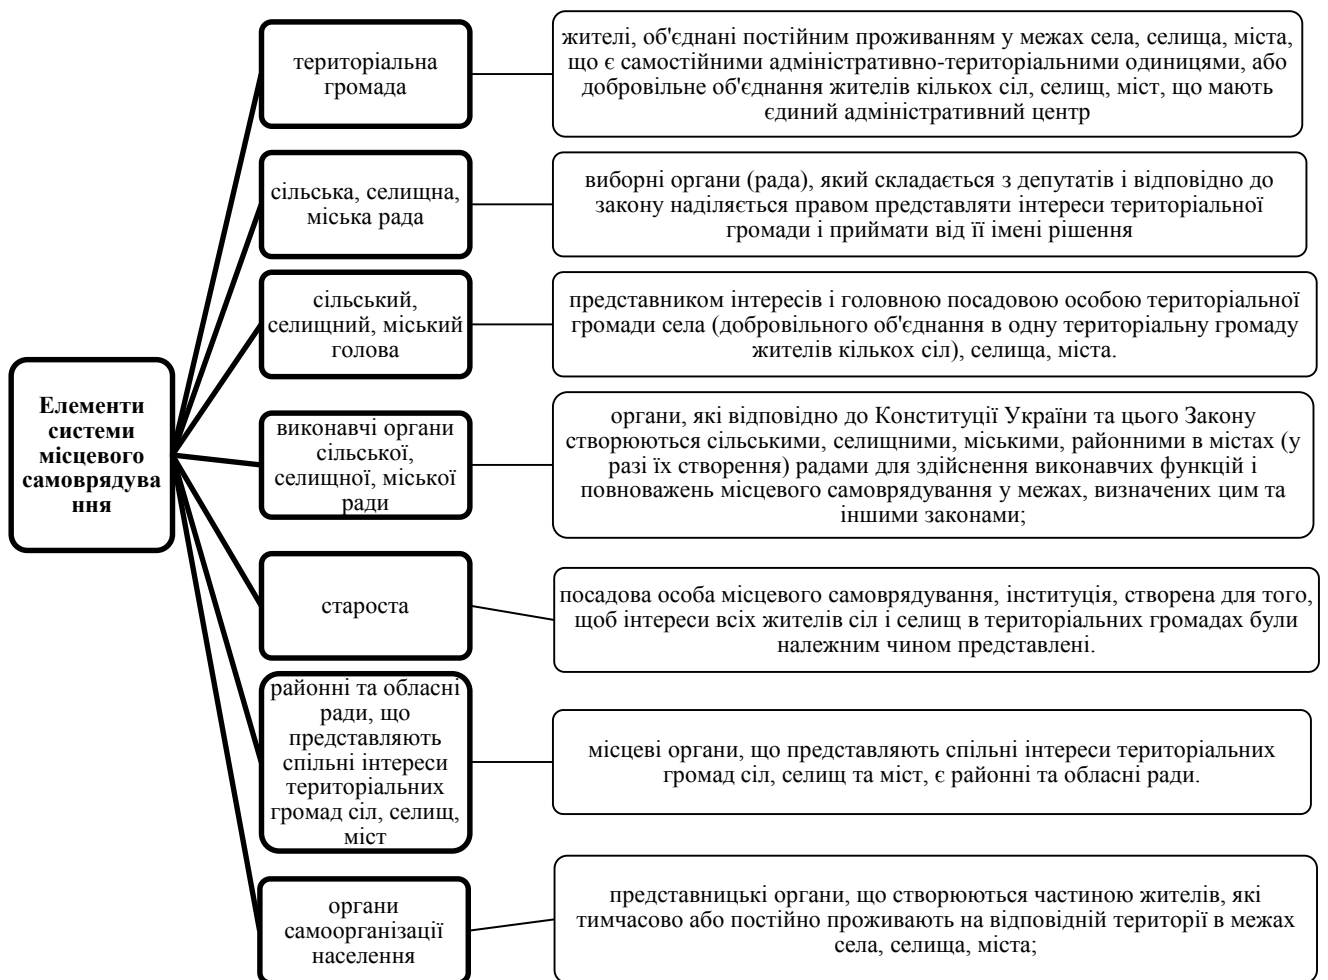 Елементи
системи
місцевого
самоврядува
ння
територіальна
громада
жителі, об'єднані постійним проживанням у межах села, селища, міста,
що є самостійними адміністративно-територіальними одиницями, або
добровільне об'єднання жителів кількох сіл, селищ, міст, що мають
єдиний адміністративний центр
сільська, селищна,
міська рада
виборні органи (рада), який складається з депутатів і відповідно до
закону наділяється правом представляти інтереси територіальної
громади і приймати від її імені рішення
сільський,
селищний, міський
голова
представником інтересів і головною посадовою особою територіальної
громади села (добровільного об'єднання в одну територіальну громаду
жителів кількох сіл), селища, міста.
виконавчі органи
сільської,
селищної, міської
ради
органи, які відповідно до Конституції України та цього Закону
створюються сільськими, селищними, міськими, районними в містах (у
разі їх створення) радами для здійснення виконавчих функцій і
повноважень місцевого самоврядування у межах, визначених цим та
іншими законами;
староста
посадова особа місцевого самоврядування, інституція, створена для того,
щоб інтереси всіх жителів сіл і селищ в територіальних громадах були
належним чином представлені.
районні та обласні
ради, що
представляють
спільні інтереси
територіальних
громад сіл, селищ,
міст
місцеві органи, що представляють спільні інтереси територіальних
громад сіл, селищ та міст, є районні та обласні ради.
органи
самоорганізації
населення
представницькі органи, що створюються частиною жителів, які
тимчасово або постійно проживають на відповідній території в межах
села, селища, міста;